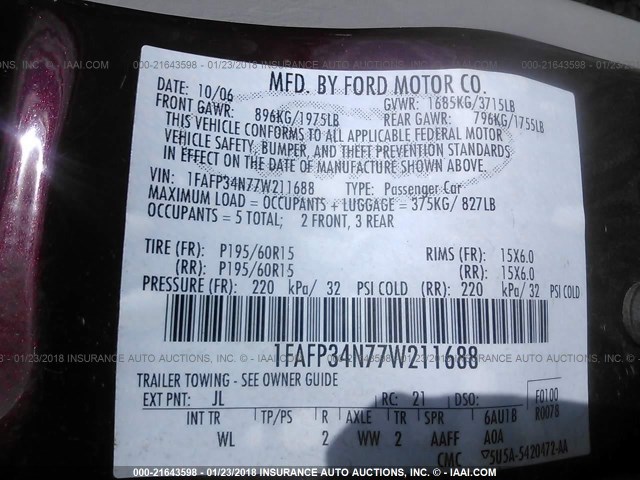 000-21643598 - 01/23/2018 INSURANCE AUTO AUCTIONS, INC. - © IAAI.COM
MFD. BY FORD MOTOR CO.
DATE: 10/06
GVWR: 1685KG/3715LB
FRONT GAWR: 896KG/1975LB
REAR GAWR: 796KG/1755LB
THIS VEHICLE CONFORMS TO ALL APPLICABLE FEDERAL MOTOR
VEHICLE SAFETY, BUMPER, AND THEFT PREVENTION STANDARDS
IN EFFECT ON THE DATE OF MANUFACTURE SHOWN ABOVE.
VIN: 1FAFP34N77W211688 TYPE: Passenger Car
MAXIMUM LOAD = OCCUPANTS + LUGGAGE = 375KG/ 827LB
OCCUPANTS = 5 TOTAL; 2 FRONT, 3 REAR
TIRE (FR): P195/60R15 RIMS (FR): 15X6.0
(RR): P195/60R15 (RR): 15X6.0
PRESSURE (FR): 220 kPa/ 32 PSI COLD (RR): 220 kPa/ 32 PSI COLD
1FAFP34N77W211688
TRAILER TOWING - SEE OWNER GUIDE
EXT PNT: JL RC: 21 DSO: F0100
INT TR TP/PS R AXLE TR SPR 6AU1B R0078
WL 2 WW 2 AAFF AQA
CMC 5U5A-5420472-AA
000-21643598 - 01/23/2018 INSURANCE AUTO AUCTIONS, INC. - © IAAI.COM